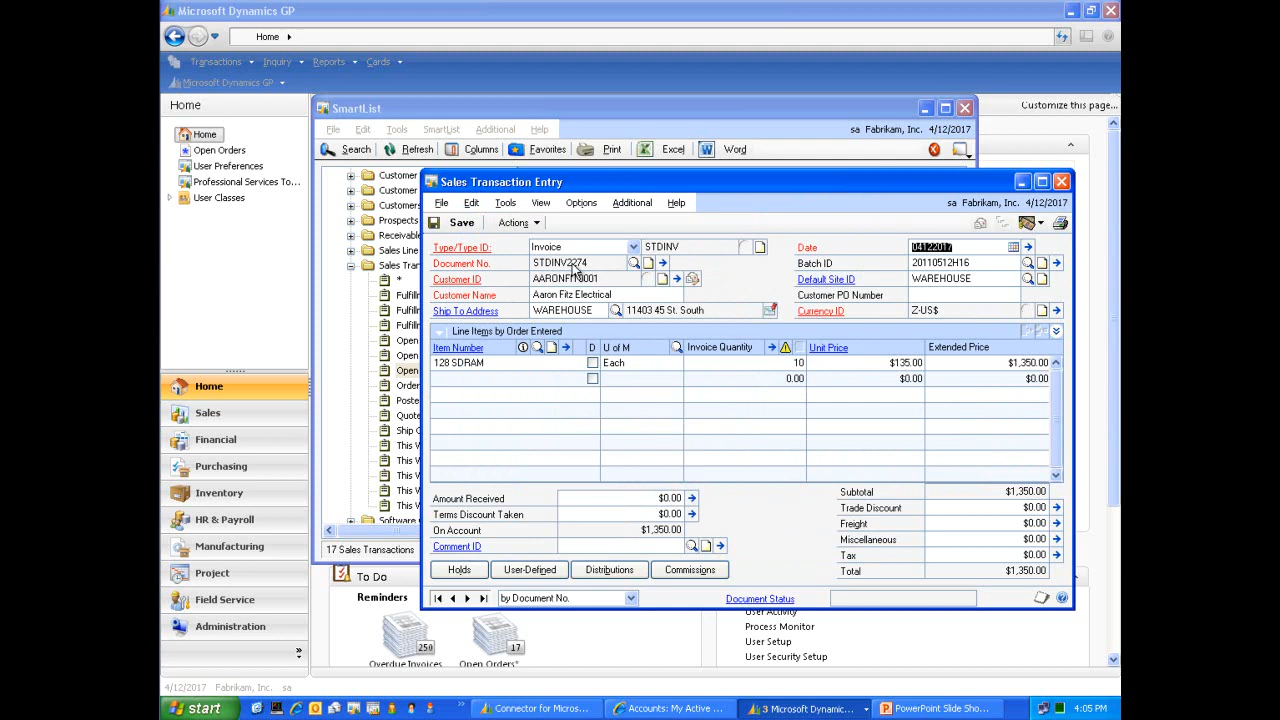 Microsoft Dynamics GP
Home
Transactions Inquiry Reports Cards
Microsoft Dynamics GP
Home
Customize this page...
Home
Open Orders
User Preferences
Professional Services To...
User Classes
Home
Sales
Financial
Purchasing
Inventory
HR & Payroll
Manufacturing
Project
Field Service
Administration
SmartList
File Edit Tools SmartList Additional Help
sa Fabrikam, Inc. 4/12/2017
Search Refresh Columns Favorites Print Excel Word
Customer
Customer
Customers
Prospects
Receivable
Sales Line
Sales Tran
*
Fulfill
Fulfill
Fulfill
Open
Open
Open
Order
Poste
Quote
Ship C
This W
This W
This W
This W
This W
Software
17 Sales Transactions
Sales Transaction Entry
File Edit Tools View Options Additional Help
sa Fabrikam, Inc. 4/12/2017
Save Actions
Type/Type ID: Invoice STDINV Date 04122017
Document No. STDINV2274 Batch ID 20110512H16
Customer ID AARONFIT0001 Default Site ID WAREHOUSE
Customer Name Aaron Fitz Electrical Customer PO Number
Ship To Address WAREHOUSE 11403 45 St. South Currency ID Z-US$
Line Items by Order Entered
Item Number D U of M Invoice Quantity Unit Price Extended Price
128 SDRAM Each 10 $135.00 $1,350.00
0.00 $0.00 $0.00
Amount Received $0.00
Terms Discount Taken $0.00
On Account $1,350.00
Comment ID
Subtotal $1,350.00
Trade Discount $0.00
Freight $0.00
Miscellaneous $0.00
Tax $0.00
Total $1,350.00
Holds User-Defined Distributions Commissions
by Document No. Document Status
To Do
Reminders
250
Overdue Invoices
17
Open Orders*
User Activity
Process Monitor
User Setup
User Security Setup
4/12/2017 Fabrikam, Inc. sa
start
Connector for Micros...
Accounts: My Active ...
3 Microsoft Dynamic...
PowerPoint Slide Sho...
4:05 PM